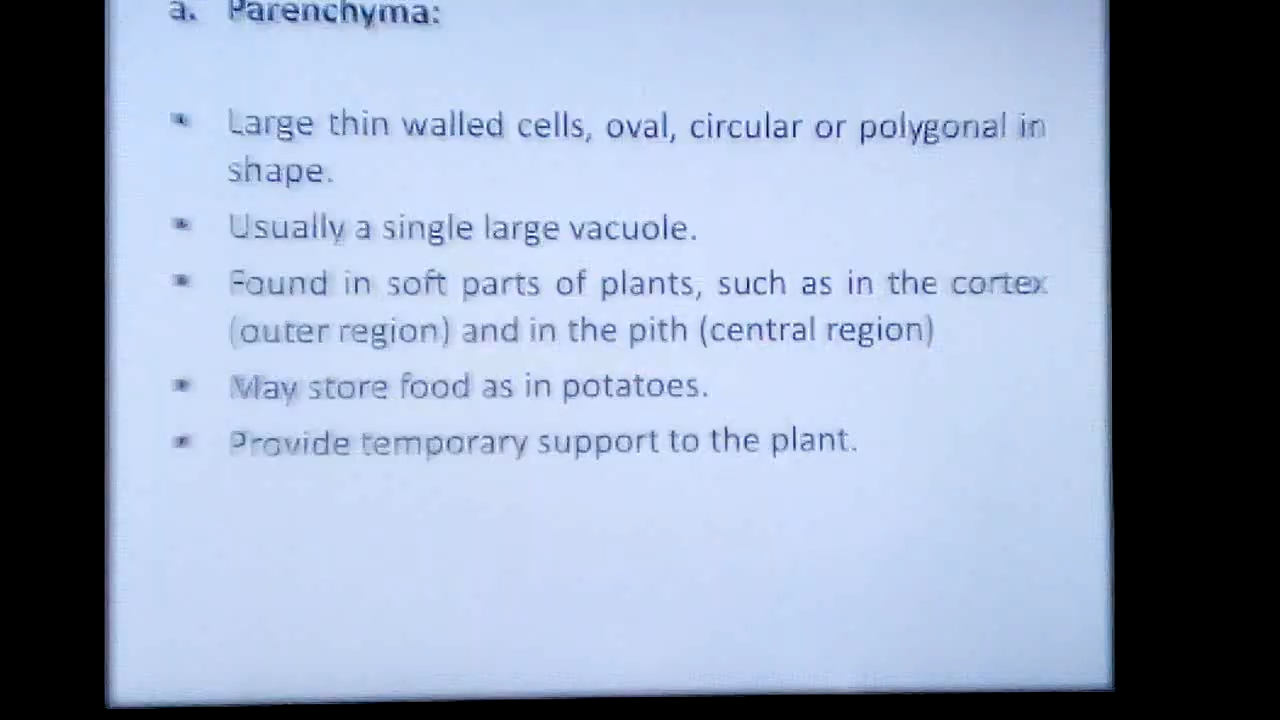 a. Parenchyma:
Large thin walled cells, oval, circular or polygonal in
shape.
Usually a single large vacuole.
Found in soft parts of plants, such as in the cortex
(outer region) and in the pith (central region)
May store food as in potatoes.
Provide temporary support to the plant.